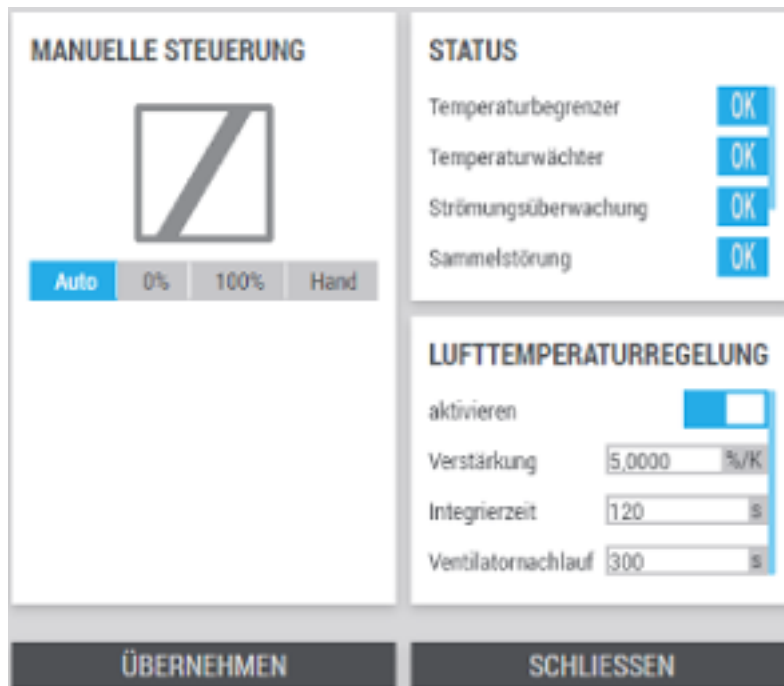 MANUELLE STEUERUNG
Auto 0% 100% Hand
STATUS
Temperaturbegrenzer OK
Temperaturwächter OK
Strömungsüberwachung OK
Sammelstörung OK
LUFTTEMPERATURREGELUNG
aktivieren
Verstärkung 5,0000 %/K
Integrierzeit 120 s
Ventilatornachlauf 300 s
ÜBERNEHMEN
SCHLIESSEN